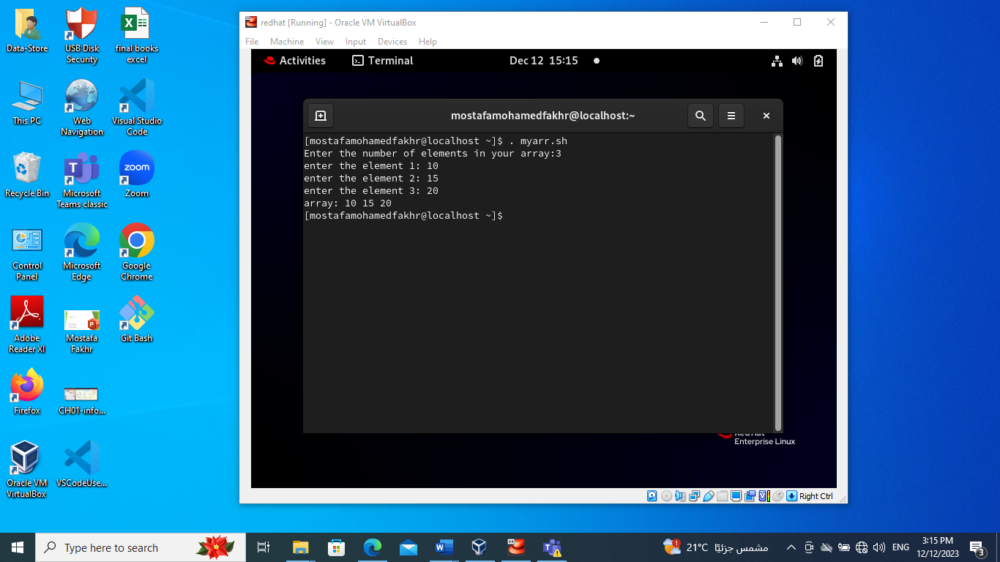 Data-Store
USB Disk
Security
final books
excel
This PC
Web
Navigation
Visual Studio
Code
Recycle Bin
Microsoft
Teams classic
zoom
Zoom
Control
Panel
Microsoft
Edge
Google
Chrome
Adobe
Reader XI
Mostafa
Fakhr
Git Bash
Firefox
CH01-info...
Oracle VM
VirtualBox
VSCodeUse...
redhat [Running] - Oracle VM VirtualBox
File Machine View Input Devices Help
Activities Terminal Dec 12 15:15
mostafamohamedfakhr@localhost:~
[mostafamohamedfakhr@localhost ~]$ . myarr.sh
Enter the number of elements in your array:3
enter the element 1: 10
enter the element 2: 15
enter the element 3: 20
array: 10 15 20
[mostafamohamedfakhr@localhost ~]$
Enterprise Linux
Right Ctrl
Type here to search
1
21°C مشمس جزئيًا
ENG
3:15 PM
12/12/2023
3